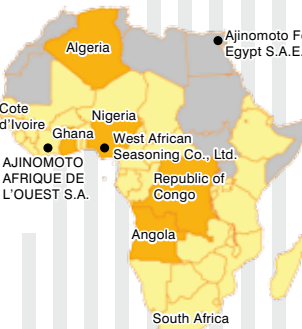 Ajinomoto F
Egypt S.A.E.
Algeria
Cote
d'Ivoire
Nigeria
Ghana
West African
Seasoning Co., Ltd.
AJINOMOTO
AFRIQUE DE
L'OUEST S.A.
Republic of
Congo
Angola
South Africa